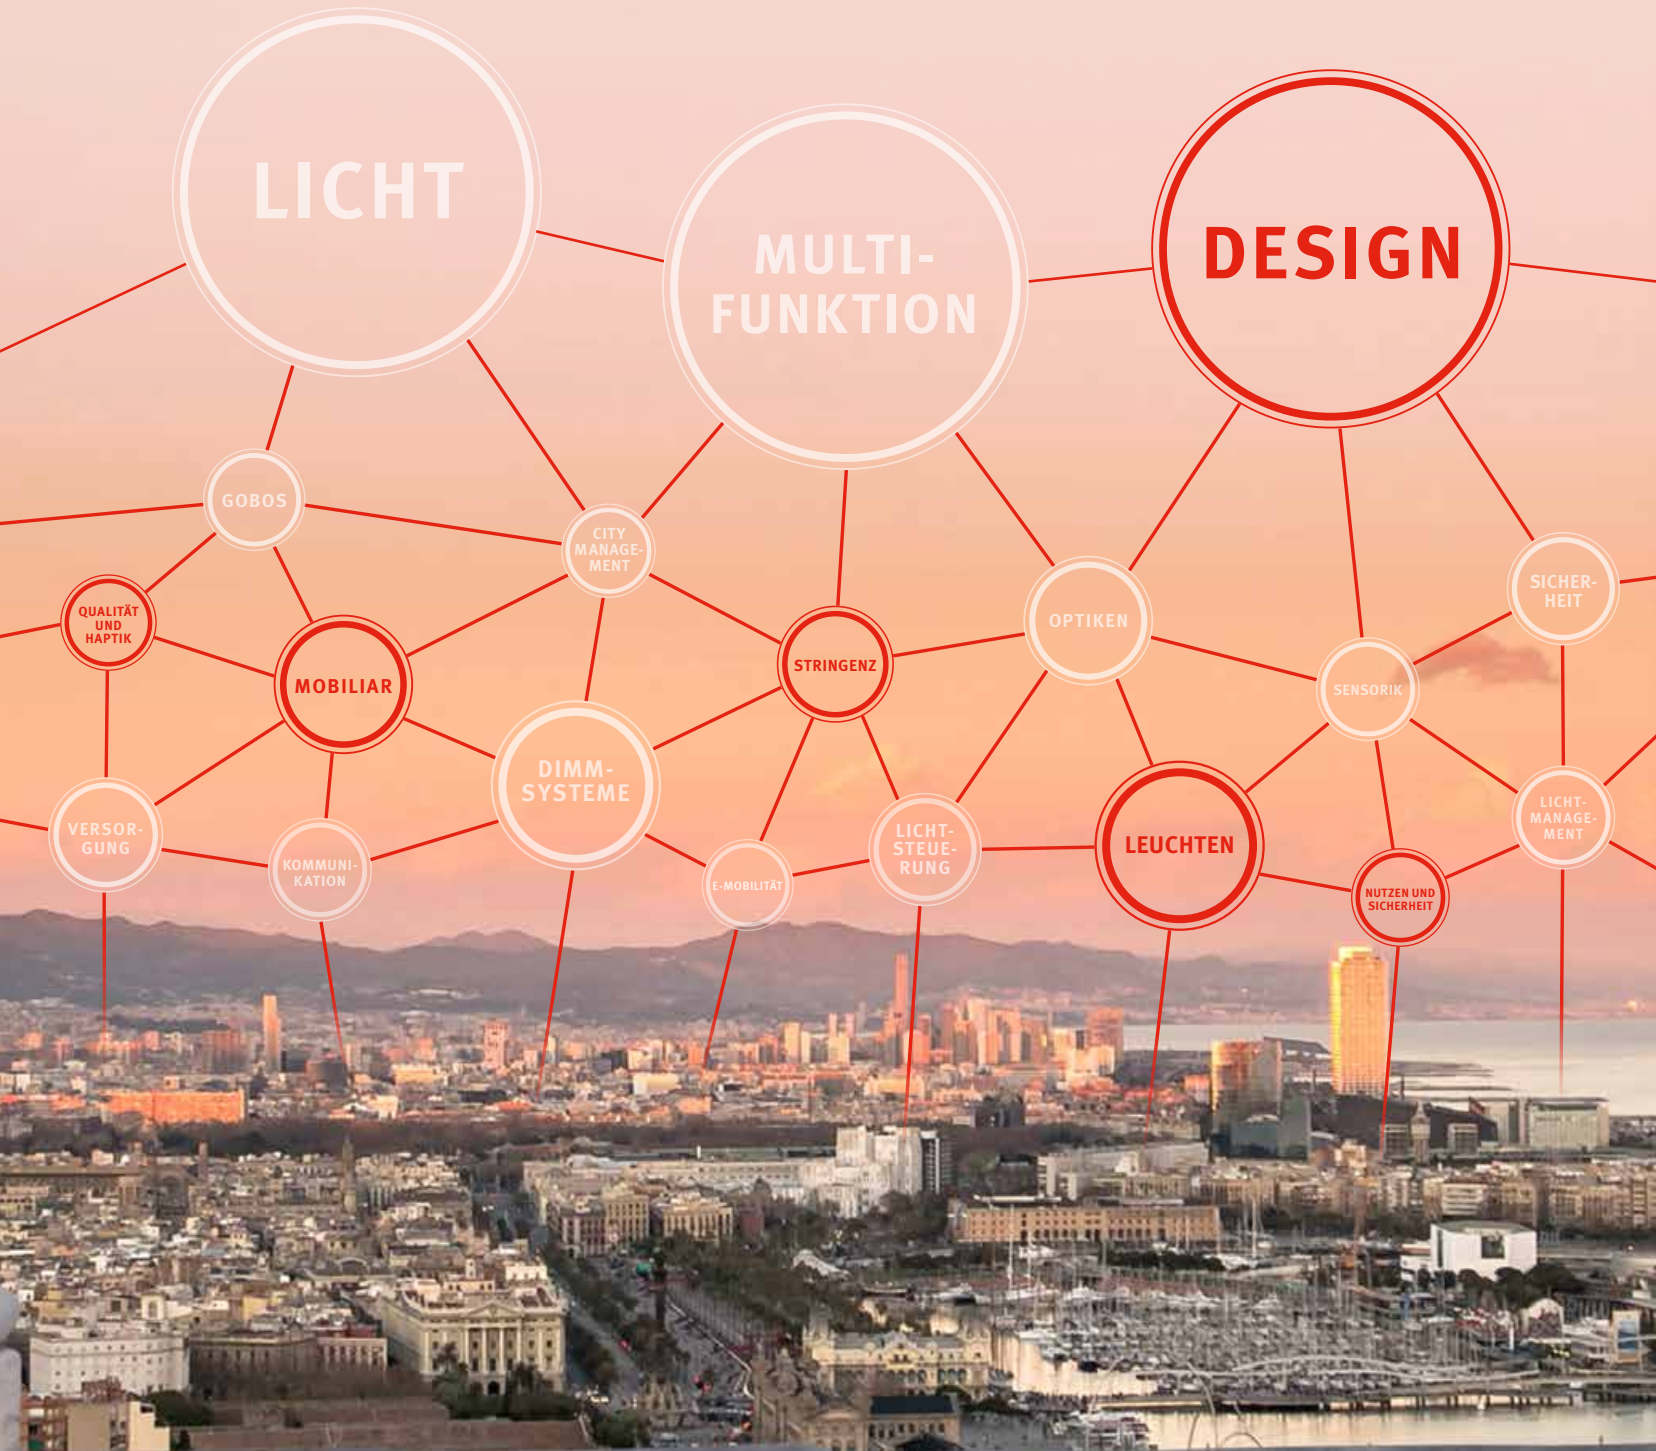 LICHT
MULTI-
FUNKTION
DESIGN
GOBOS
CITY
MANAGE-
MENT
SICHER-
HEIT
QUALITÄT
UND
HAPTIK
MOBILIAR
STRINGENZ
OPTIKEN
SENSORIK
DIMM-
SYSTEME
VERSOR-
GUNG
KOMMUNI-
KATION
E-MOBILITÄT
LICHT-
STEUE-
RUNG
LEUCHTEN
NUTZEN UND
SICHERHEIT
LICHT-
MANAGE-
MENT